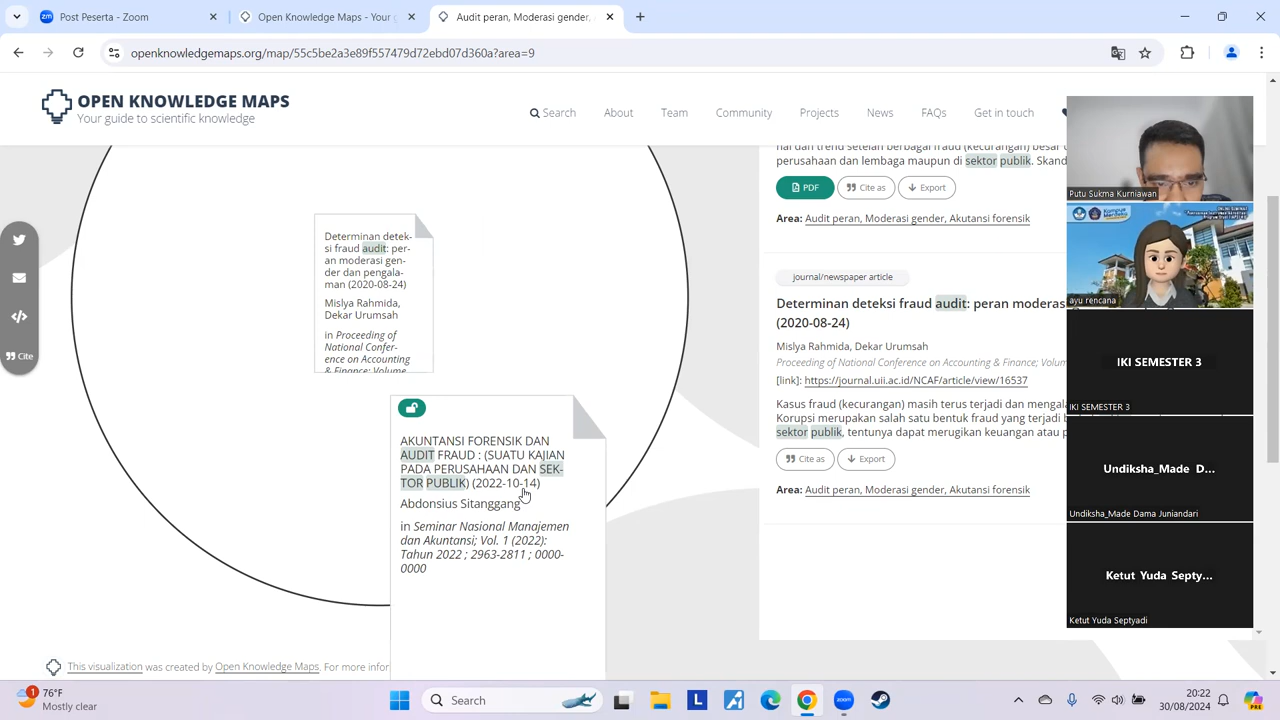 Post Peserta - Zoom
Open Knowledge Maps - Your
Audit peran, Moderasi gender,
openknowledgemaps.org/map/55c5be2a3e89f557479d72ebd07d360a?area=9
OPEN KNOWLEDGE MAPS
Your guide to scientific knowledge
Search
About
Team
Community
Projects
News
FAQs
Get in touch
Cite
Determinan detek-
si fraud audit: per-
an moderasi gen-
der dan pengala-
man (2020-08-24)
Mislya Rahmida,
Dekar Urumsah
in Proceeding of
National Confer-
ence on Accounting
& Finance; Volume
AKUNTANSI FORENSIK DAN
AUDIT FRAUD : (SUATU KAJIAN
PADA PERUSAHAAN DAN SEK-
TOR PUBLIK) (2022-10-14)
Abdonsius Sitanggang
in Seminar Nasional Manajemen
dan Akuntansi; Vol. 1 (2022):
Tahun 2022 ; 2963-2811 ; 0000-
0000
This visualization was created by Open Knowledge Maps. For more infor
nal dan trend setelah berbagai fraud (kecurangan) besar
perusahaan dan lembaga maupun di sektor publik. Skand
PDF
Cite as
Export
Area: Audit peran, Moderasi gender, Akutansi forensik
journal/newspaper article
Determinan deteksi fraud audit: peran moderas
(2020-08-24)
Mislya Rahmida, Dekar Urumsah
Proceeding of National Conference on Accounting & Finance; Volum
[link]: https://journal.uii.ac.id/NCAF/article/view/16537
Kasus fraud (kecurangan) masih terus terjadi dan mengal
Korupsi merupakan salah satu bentuk fraud yang terjadi
sektor publik, tentunya dapat merugikan keuangan atau p
Cite as
Export
Area: Audit peran, Moderasi gender, Akutansi forensik
Putu Sukma Kurniawan
ayu rencana
IKI SEMESTER 3
IKI SEMESTER 3
Undiksha_Made D...
Undiksha_Made Dama Juniandari
Ketut Yuda Septy...
Ketut Yuda Septyadi
1
76°F
Mostly clear
Search
L
20:22
30/08/2024